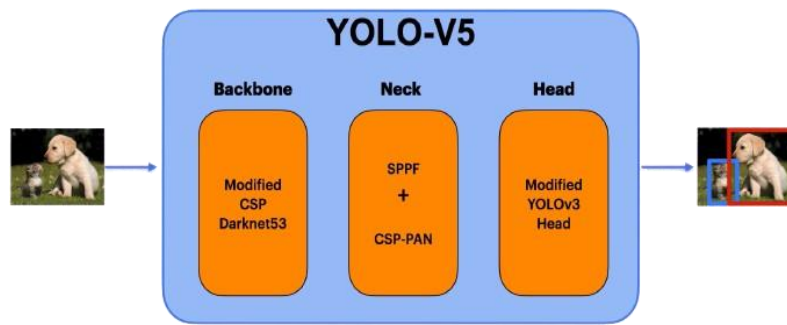 YOLO-V5
Backbone
Neck
Head
Modified
CSP
Darknet53
SPPF
+
CSP-PAN
Modified
YOLOv3
Head